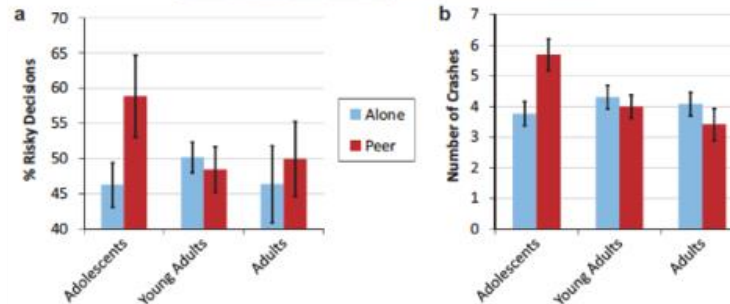 a
70
65
60
55
50
45
40
% Risky Decisions
Adolescents
Young Adults
Adults
Alone
Peer
b
7
6
5
4
3
2
1
0
Number of Crashes
Adolescents
Young Adults
Adults